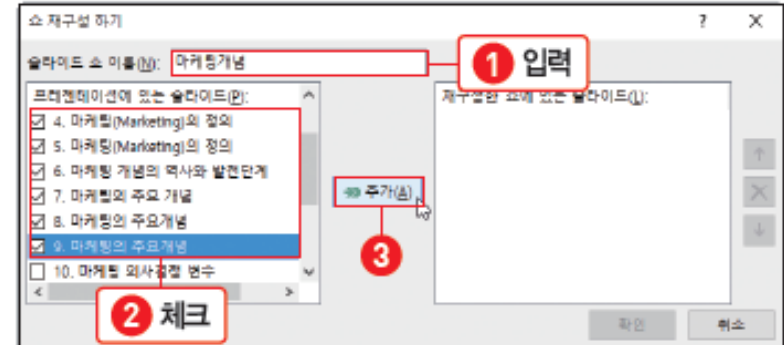 쇼 재구성 하기
? X
슬라이드 쇼 이름(N): 마케팅개념
1 입력
프레젠테이션에 있는 슬라이드(P):
재구성한 쇼에 있는 슬라이드(L):
4. 마케팅(Marketing)의 정의
5. 마케팅(Marketing)의 정의
6. 마케팅 개념의 역사와 발전단계
7. 마케팅의 주요 개념
8. 마케팅의 주요개념
9. 마케팅의 주요개념
10. 마케팅 의사결정 변수
추가(A)
3
2 체크
확인
취소